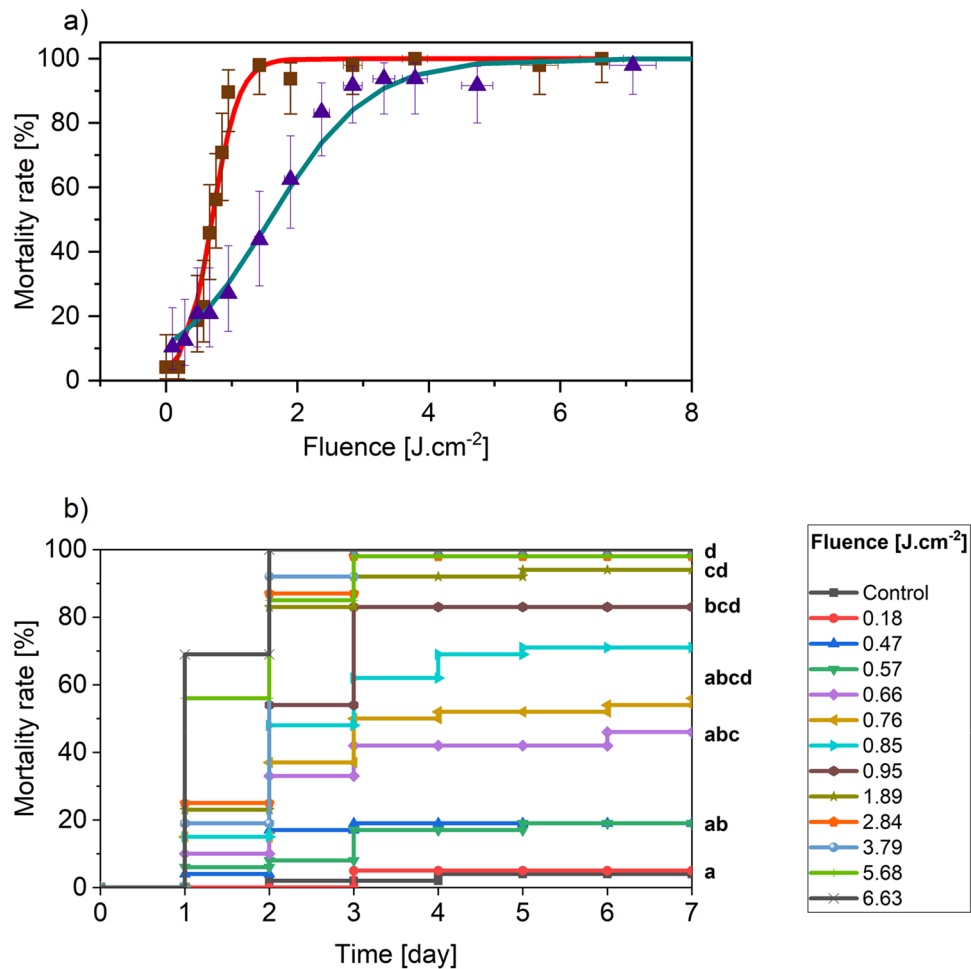 a)
100
80
60
40
20
0
Mortality rate [%]
0 2 4 6 8
Fluence [J.cm-2]
b)
100
80
60
40
20
0
Mortality rate [%]
d
cd
bcd
abcd
abc
ab
a
0 1 2 3 4 5 6 7
Time [day]
Fluence [J.cm-2]
Control
0.18
0.47
0.57
0.66
0.76
0.85
0.95
1.89
2.84
3.79
5.68
6.63